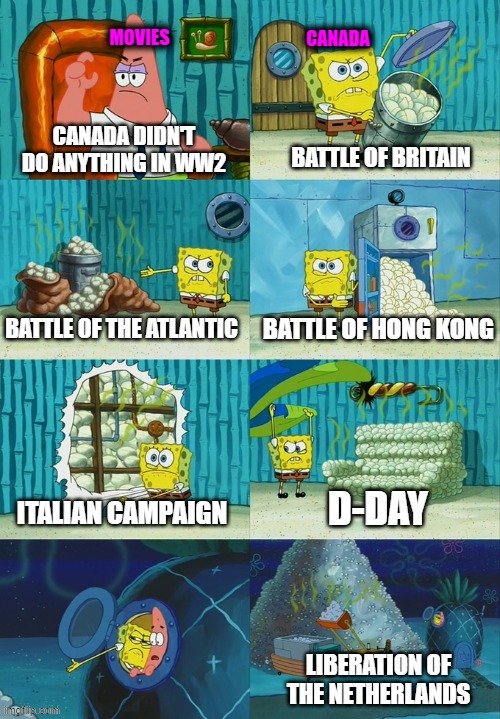 MOVIES
CANADA DIDN'T
DO ANYTHING IN WW2
CANADA
BATTLE OF BRITAIN
BATTLE OF THE ATLANTIC
BATTLE OF HONG KONG
ITALIAN CAMPAIGN
D-DAY
LIBERATION OF
THE NETHERLANDS
imgflip.com